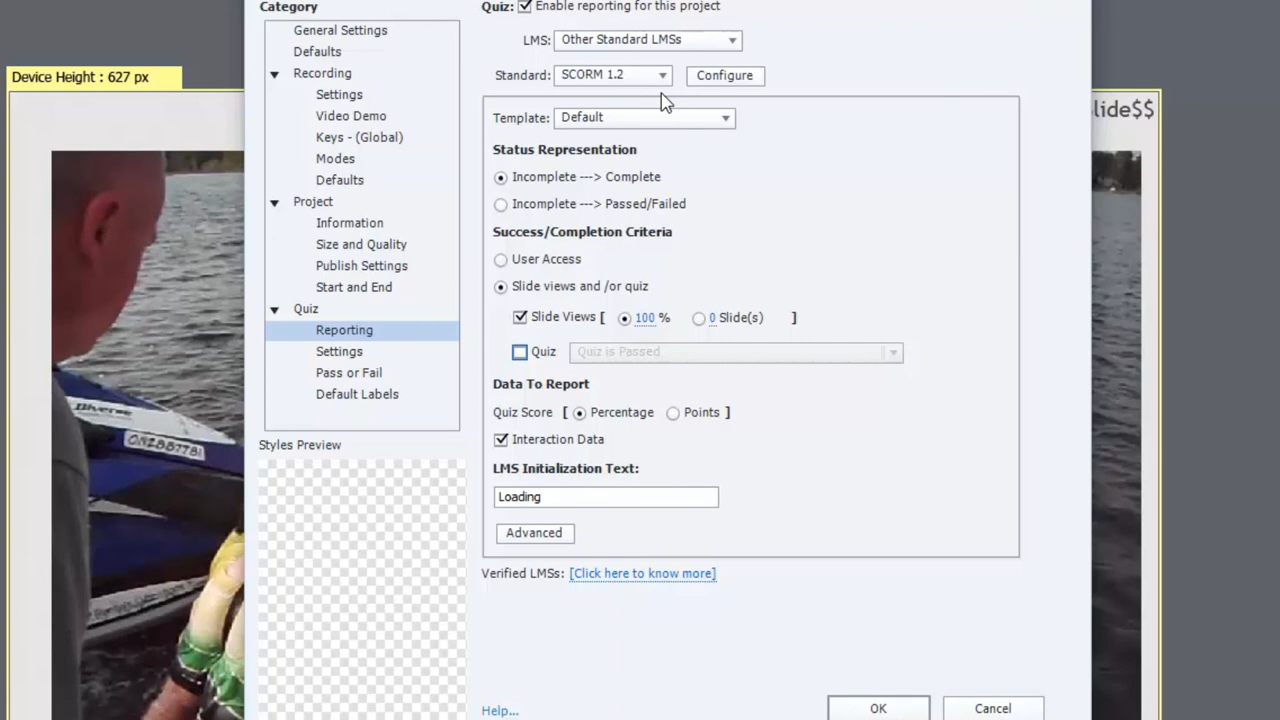 Category
General Settings
Defaults
Recording
Settings
Video Demo
Keys - (Global)
Modes
Defaults
Project
Information
Size and Quality
Publish Settings
Start and End
Quiz
Reporting
Settings
Pass or Fail
Default Labels
Styles Preview
Quiz: Enable reporting for this project
LMS: Other Standard LMSs
Standard: SCORM 1.2 Configure
Template: Default
Status Representation
Incomplete ---> Complete
Incomplete ---> Passed/Failed
Success/Completion Criteria
User Access
Slide views and /or quiz
Slide Views [ 100 % 0 Slide(s) ]
Quiz Quiz is Passed
Data To Report
Quiz Score [ Percentage Points ]
Interaction Data
LMS Initialization Text:
Loading
Advanced
Verified LMSs: [Click here to know more]
Help...
OK Cancel
Device Height : 627 px
lide$$